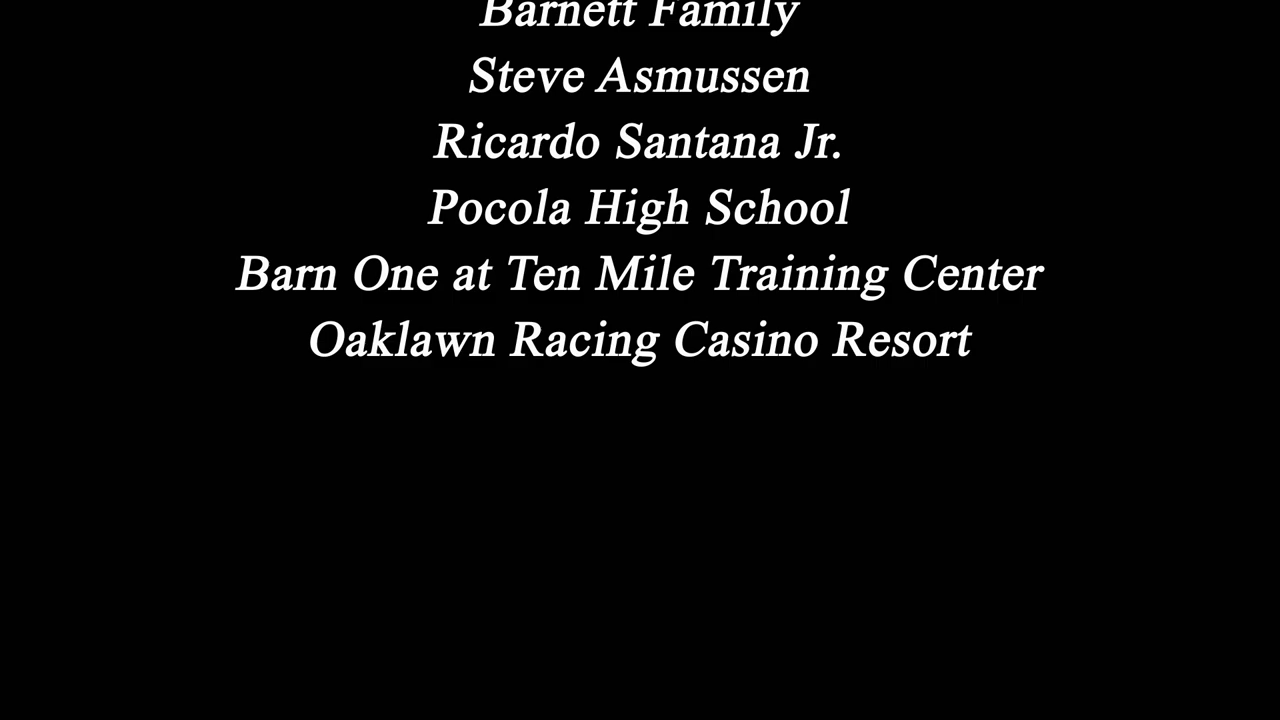 Barnett Family
Steve Asmussen
Ricardo Santana Jr.
Pocola High School
Barn One at Ten Mile Training Center
Oaklawn Racing Casino Resort